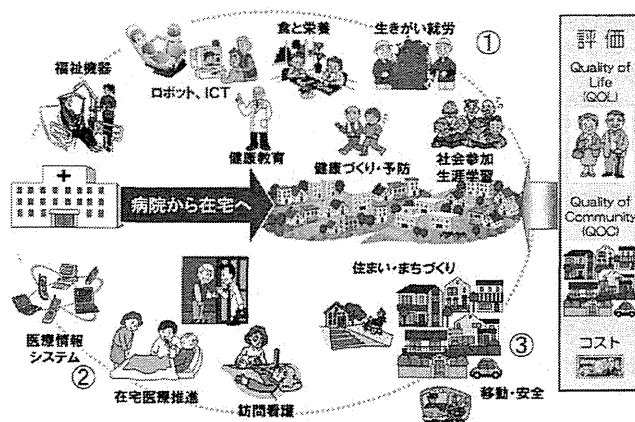 食と栄養
生きがい就労
①
福祉機器
ロボット、ICT
健康教育
健康づくり・予防
社会参加
生涯学習
病院から在宅へ
住まい・まちづくり
医療情報
システム
②
在宅医療推進
訪問看護
③
移動・安全
評価
Quality of
Life
(QOL)
Quality of
Community
(QOC)
コスト